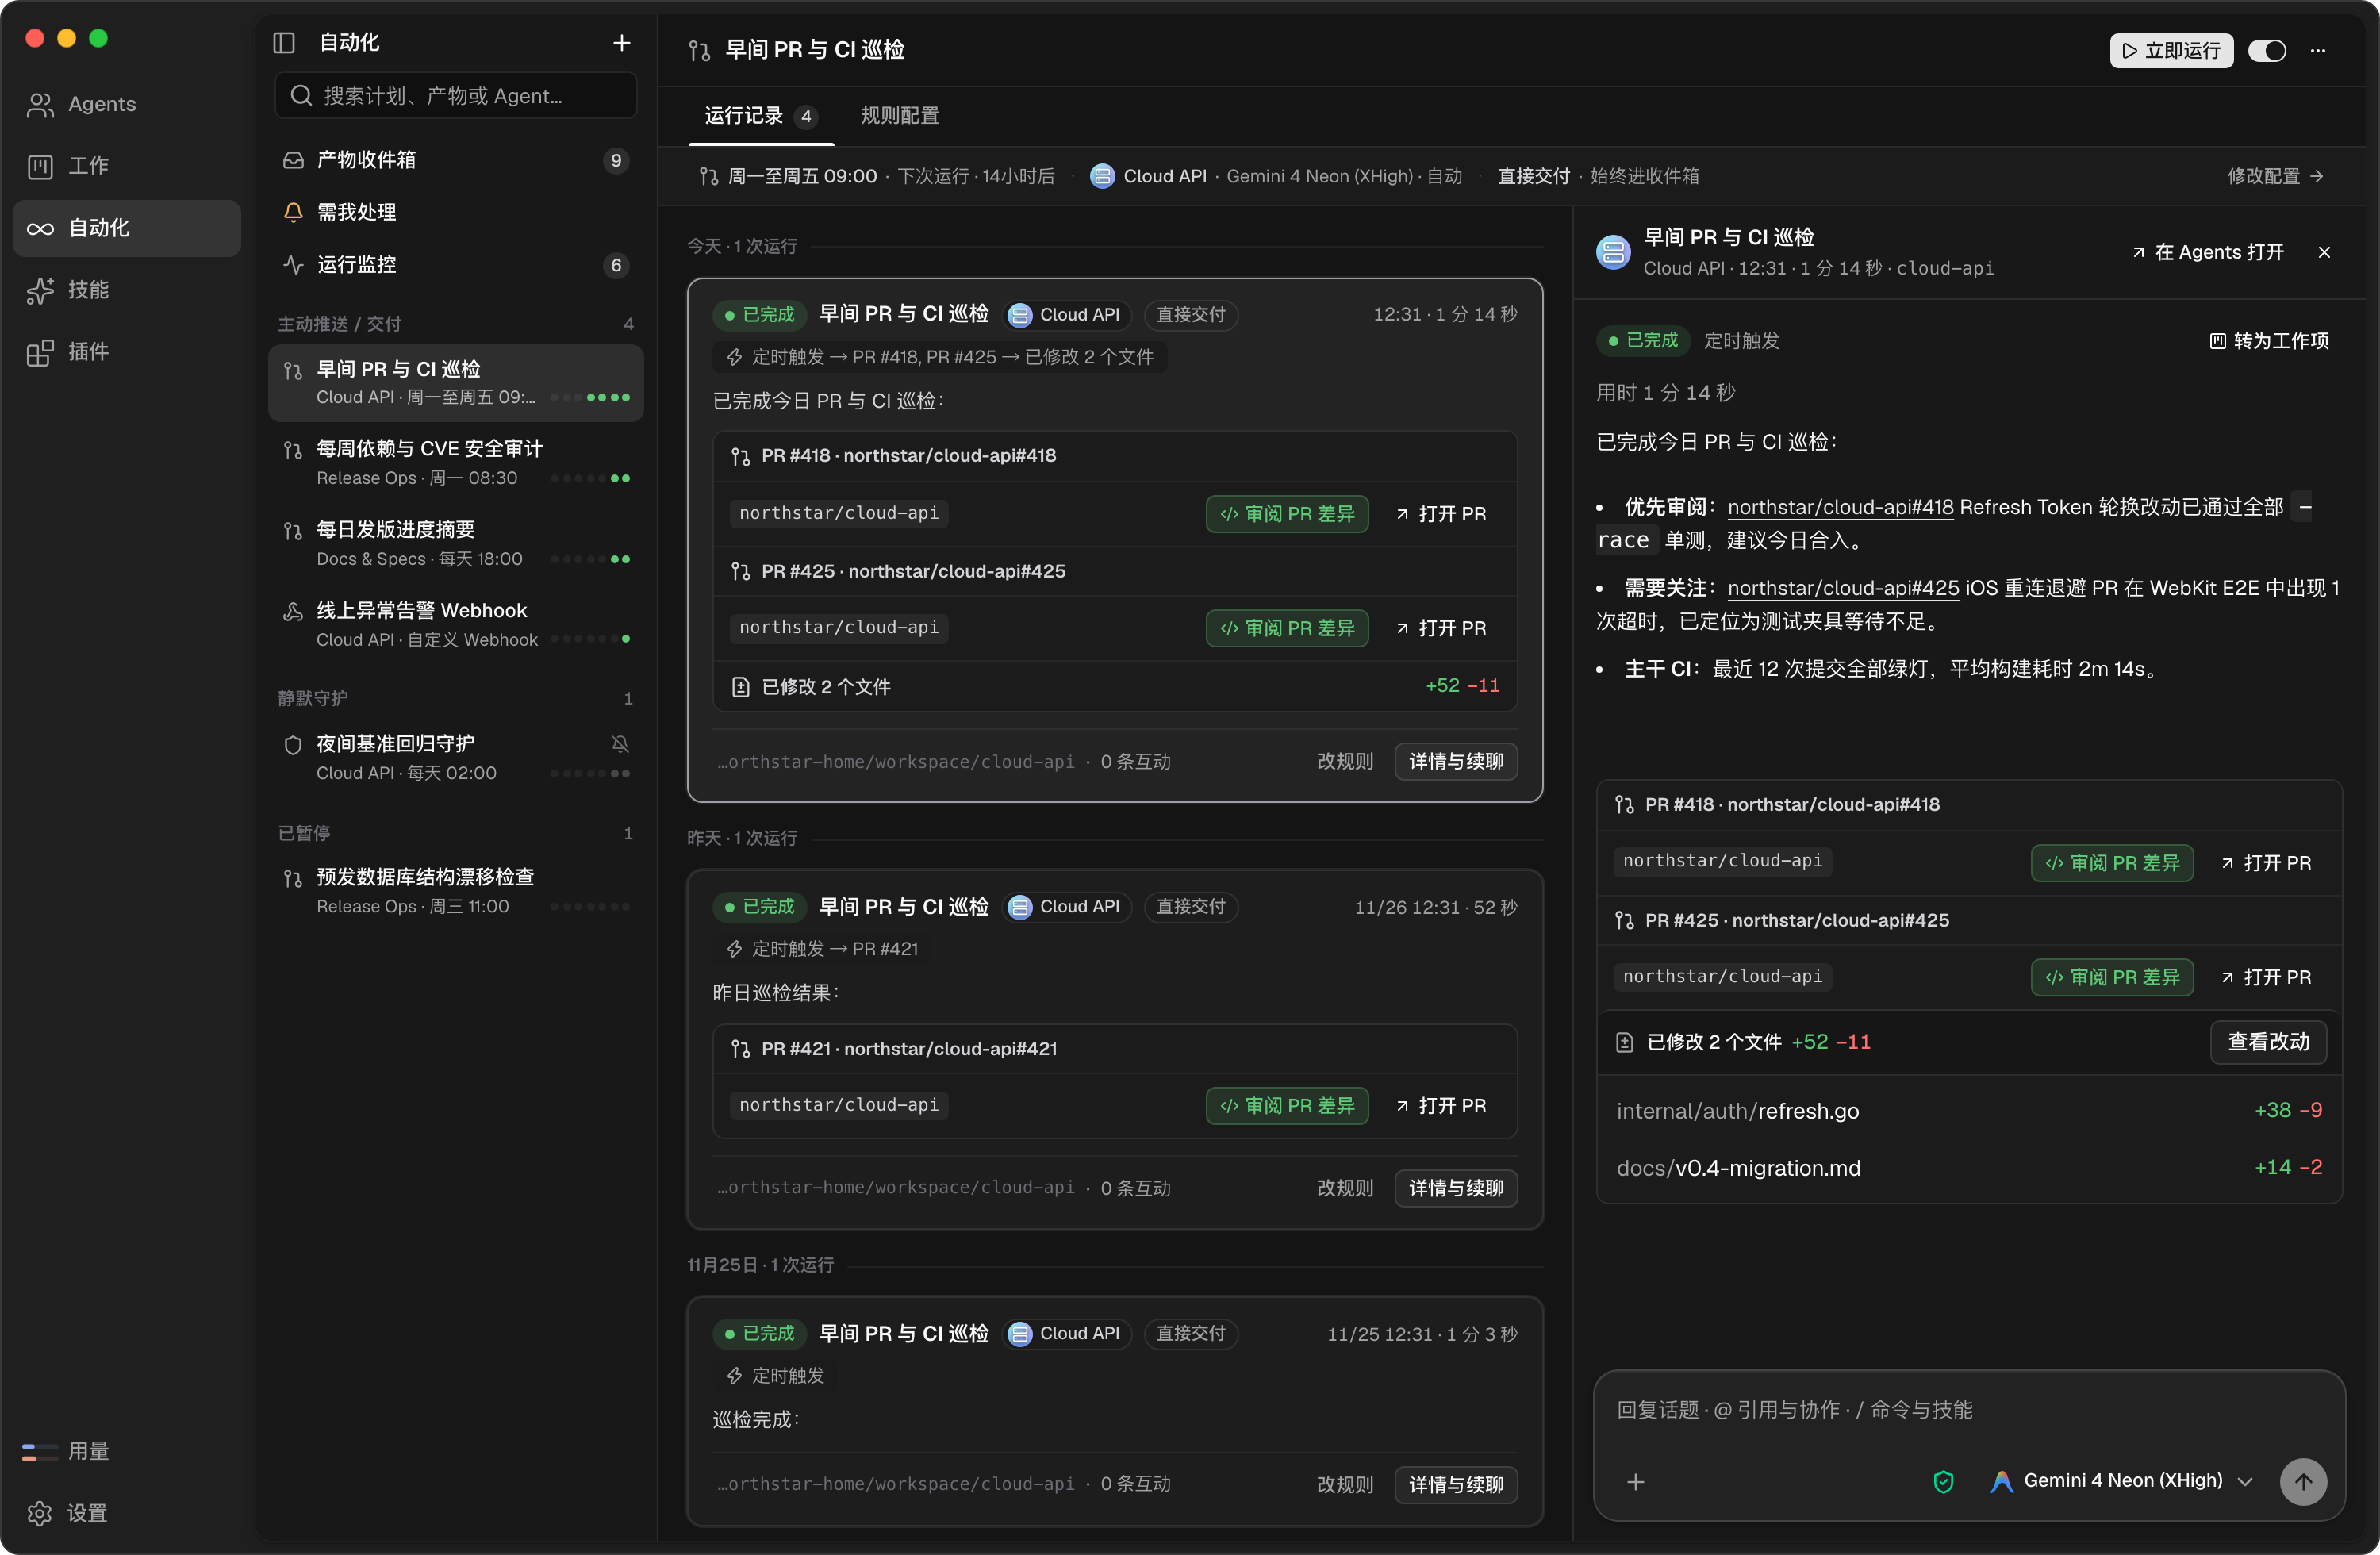 Agents
工作
自动化
技能
插件
用量
设置
自动化
搜索计划、产物或 Agent...
产物收件箱 9
需我处理
运行监控 6
主动推送 / 交付 4
早间 PR 与 CI 巡检
Cloud API · 周一至周五 09:...
每周依赖与 CVE 安全审计
Release Ops · 周一 08:30
每日发版进度摘要
Docs & Specs · 每天 18:00
线上异常告警 Webhook
Cloud API · 自定义 Webhook
静默守护 1
夜间基准回归守护
Cloud API · 每天 02:00
已暂停 1
预发数据库结构漂移检查
Release Ops · 周三 11:00
早间 PR 与 CI 巡检
立即运行
运行记录 4 规则配置
周一至周五 09:00 · 下次运行 · 14小时后 · Cloud API · Gemini 4 Neon (XHigh) · 自动 · 直接交付 · 始终进收件箱 修改配置 →
今天 · 1 次运行
已完成 早间 PR 与 CI 巡检 Cloud API 直接交付 12:31 · 1 分 14 秒
定时触发 → PR #418, PR #425 → 已修改 2 个文件
已完成今日 PR 与 CI 巡检：
PR #418 · northstar/cloud-api#418
northstar/cloud-api 审阅 PR 差异 打开 PR
PR #425 · northstar/cloud-api#425
northstar/cloud-api 审阅 PR 差异 打开 PR
已修改 2 个文件 +52 −11
…orthstar-home/workspace/cloud-api · 0 条互动 改规则 详情与续聊
昨天 · 1 次运行
已完成 早间 PR 与 CI 巡检 Cloud API 直接交付 11/26 12:31 · 52 秒
定时触发 → PR #421
昨日巡检结果：
PR #421 · northstar/cloud-api#421
northstar/cloud-api 审阅 PR 差异 打开 PR
…orthstar-home/workspace/cloud-api · 0 条互动 改规则 详情与续聊
11月25日 · 1 次运行
已完成 早间 PR 与 CI 巡检 Cloud API 直接交付 11/25 12:31 · 1 分 3 秒
定时触发
巡检完成：
…orthstar-home/workspace/cloud-api · 0 条互动 改规则 详情与续聊
早间 PR 与 CI 巡检
Cloud API · 12:31 · 1 分 14 秒 · cloud-api
在 Agents 打开
已完成 定时触发 转为工作项
用时 1 分 14 秒
已完成今日 PR 与 CI 巡检：
• 优先审阅：northstar/cloud-api#418 Refresh Token 轮换改动已通过全部 -
race 单测，建议今日合入。
• 需要关注：northstar/cloud-api#425 iOS 重连退避 PR 在 WebKit E2E 中出现 1
次超时，已定位为测试夹具等待不足。
• 主干 CI：最近 12 次提交全部绿灯，平均构建耗时 2m 14s。
PR #418 · northstar/cloud-api#418
northstar/cloud-api 审阅 PR 差异 打开 PR
PR #425 · northstar/cloud-api#425
northstar/cloud-api 审阅 PR 差异 打开 PR
已修改 2 个文件 +52 −11 查看改动
internal/auth/refresh.go +38 −9
docs/v0.4-migration.md +14 −2
回复话题 · @ 引用与协作 · / 命令与技能
Gemini 4 Neon (XHigh)